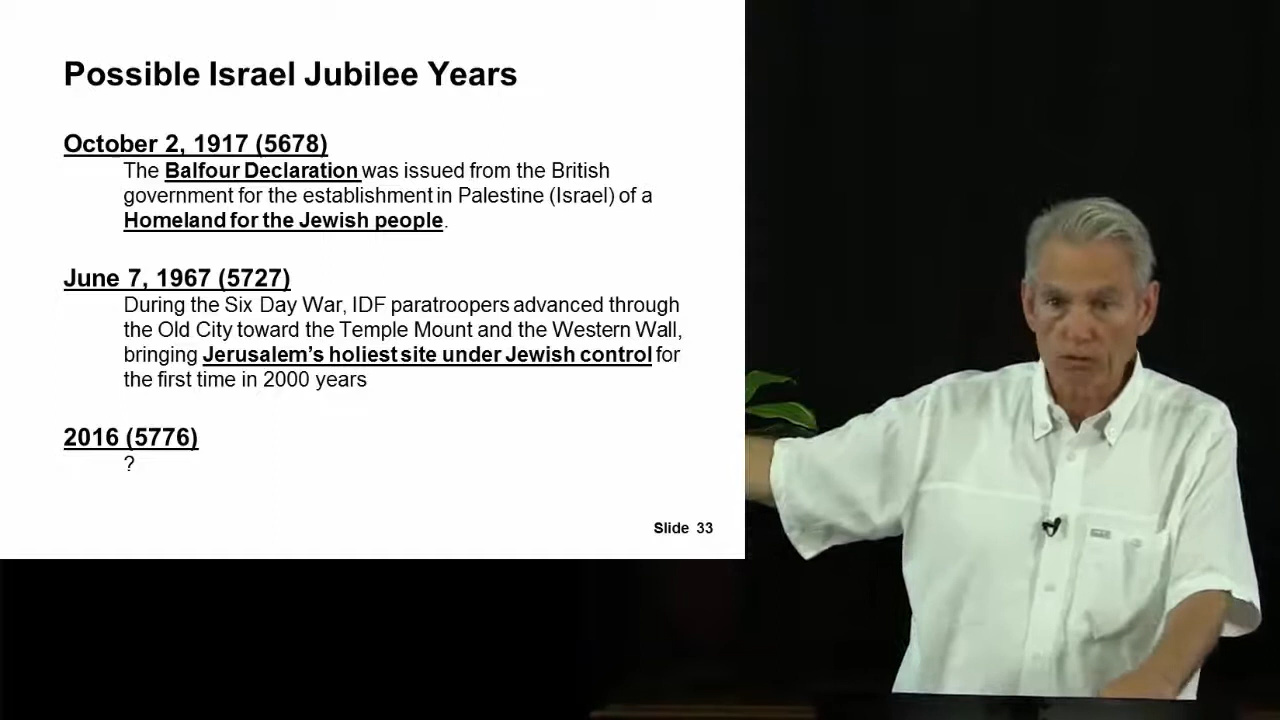 Possible Israel Jubilee Years
October 2, 1917 (5678)
The Balfour Declaration was issued from the British
government for the establishment in Palestine (Israel) of a
Homeland for the Jewish people.
June 7, 1967 (5727)
During the Six Day War, IDF paratroopers advanced through
the Old City toward the Temple Mount and the Western Wall,
bringing Jerusalem’s holiest site under Jewish control for
the first time in 2000 years
2016 (5776)
?
Slide 33